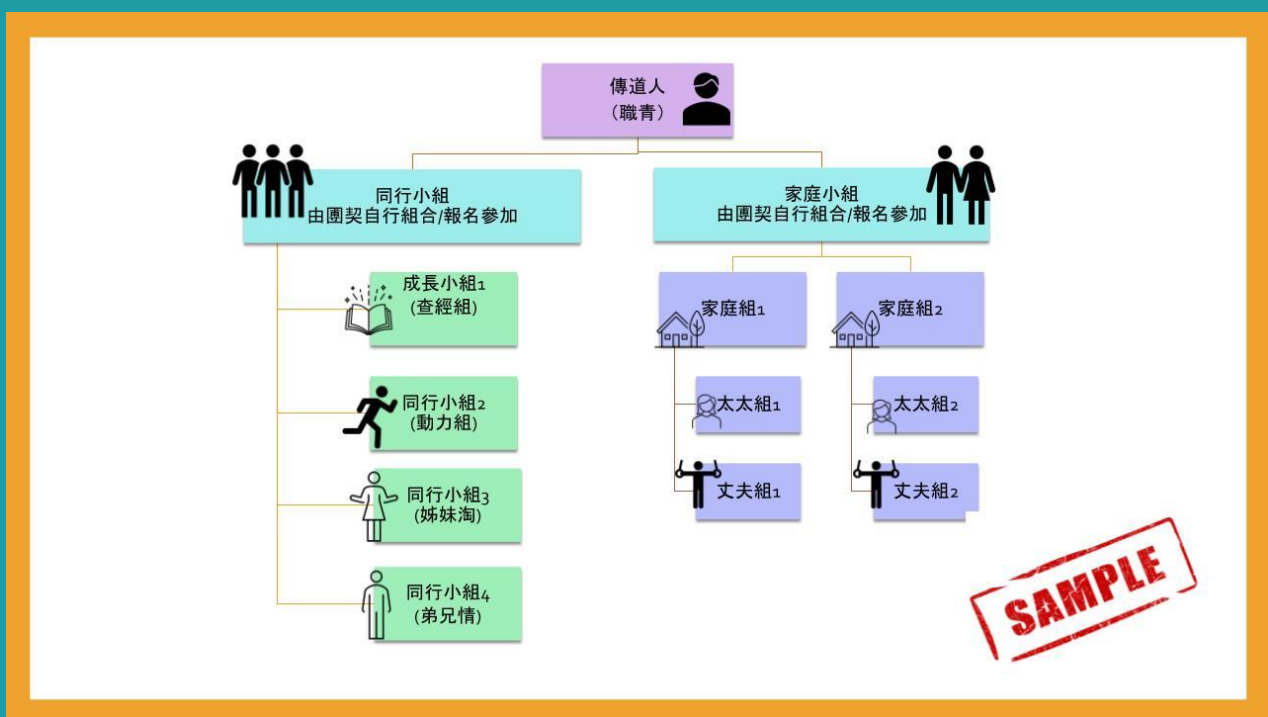 傳道人
（職青）
同行小組
由團契自行組合/報名參加
家庭小組
由團契自行組合/報名參加
成長小組1
(查經組)
同行小組2
(動力組)
同行小組3
(姊妹淘)
同行小組4
(弟兄情)
家庭組1
家庭組2
太太組1
太太組2
丈夫組1
丈夫組2
SAMPLE